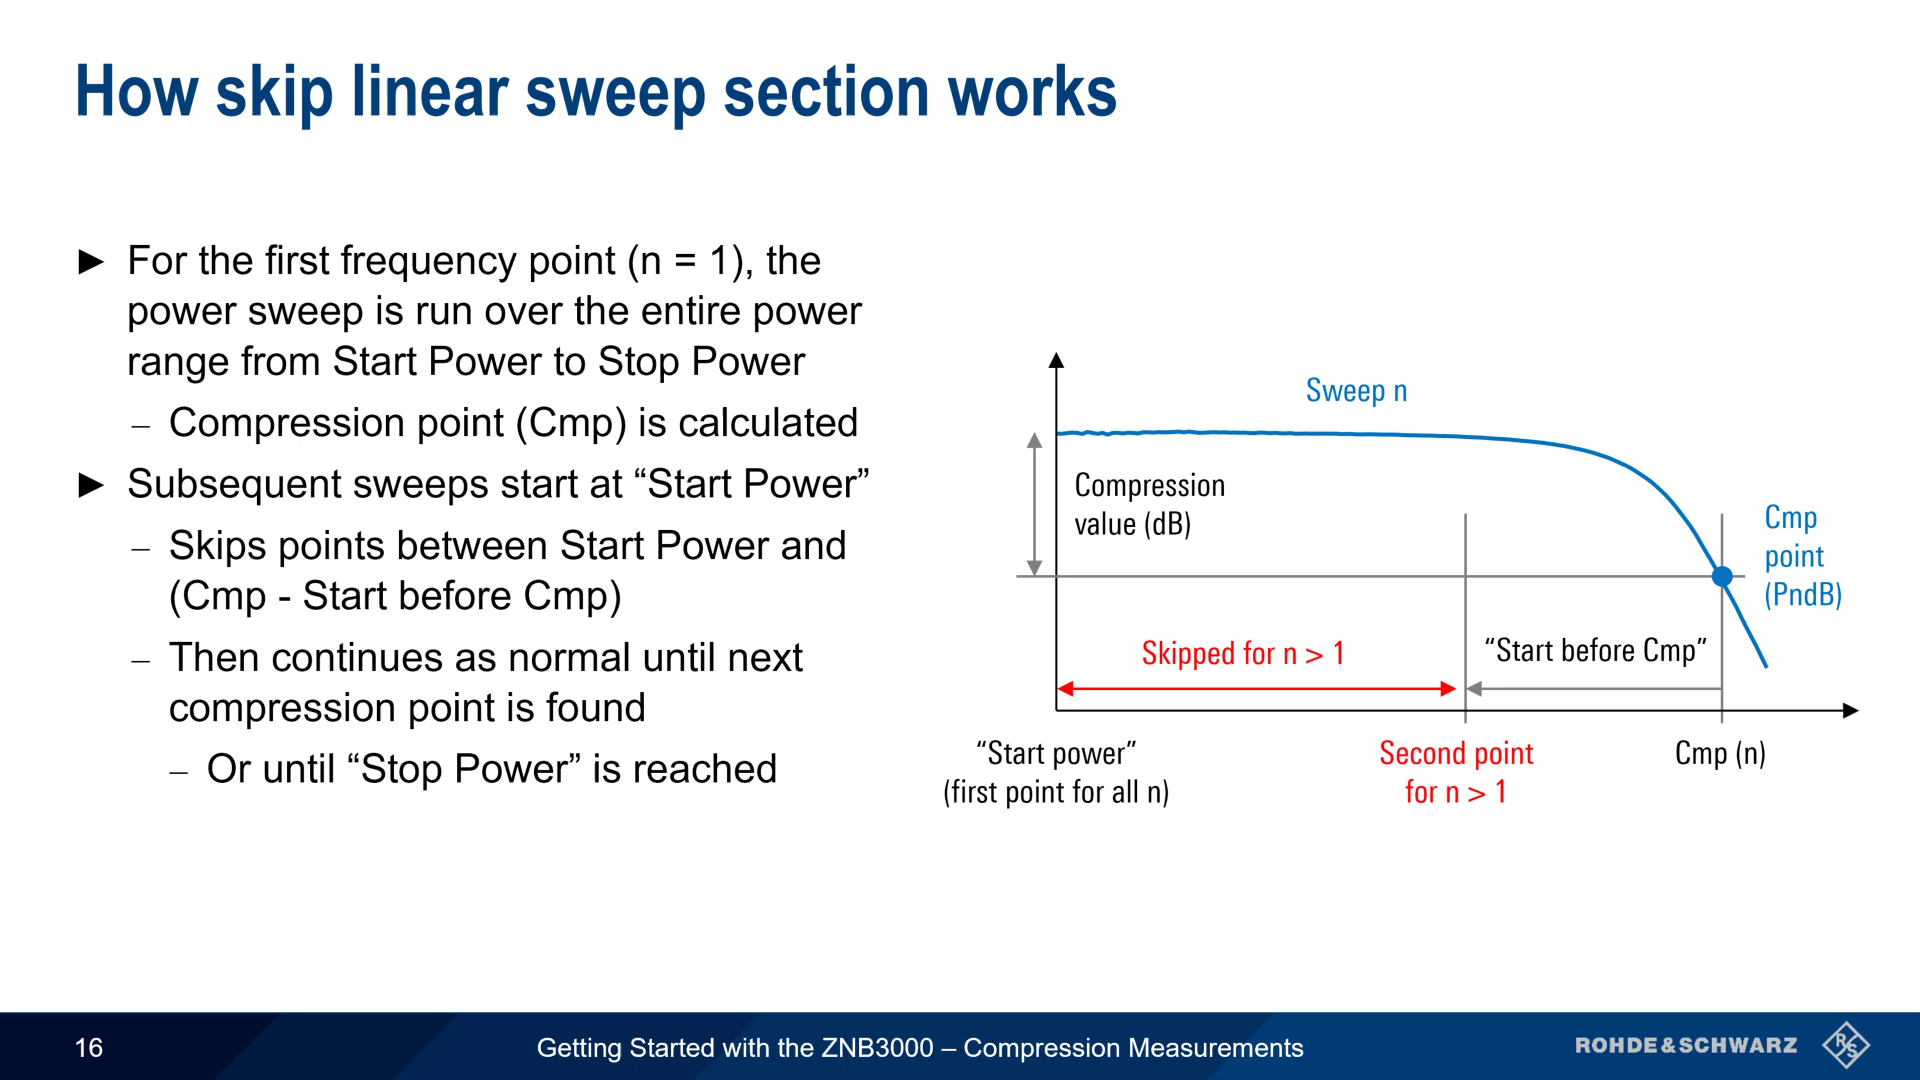 How skip linear sweep section works
► For the first frequency point (n = 1), the
power sweep is run over the entire power
range from Start Power to Stop Power
– Compression point (Cmp) is calculated
► Subsequent sweeps start at “Start Power”
– Skips points between Start Power and
(Cmp - Start before Cmp)
– Then continues as normal until next
compression point is found
– Or until “Stop Power” is reached
Sweep n
Compression
value (dB)
Cmp
point
(PndB)
Skipped for n > 1
“Start before Cmp”
“Start power”
(first point for all n)
Second point
for n > 1
Cmp (n)
16
Getting Started with the ZNB3000 – Compression Measurements
ROHDE&SCHWARZ
R&S